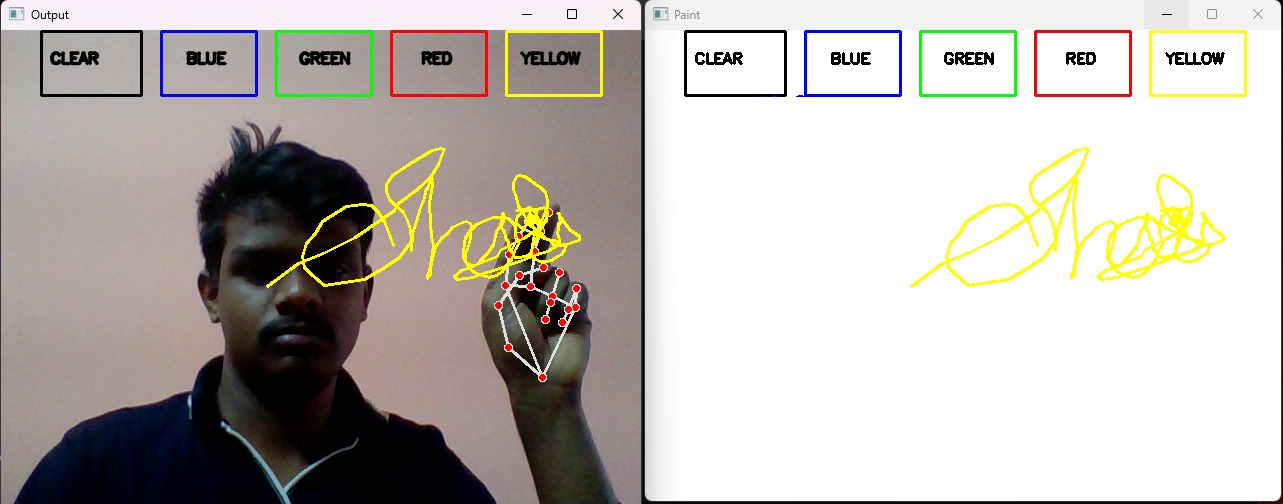 Output Paint
CLEAR BLUE GREEN RED YELLOW CLEAR BLUE GREEN RED YELLOW